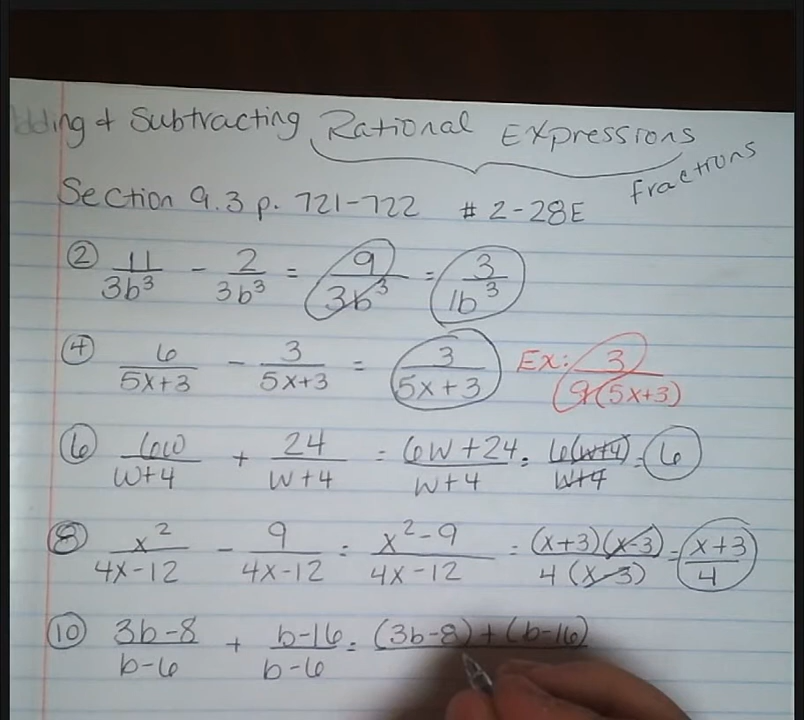 Adding & Subtracting Rational Expressions
fractions
Section 9.3 p. 721-722 # 2-28E
② 11/3b³ - 2/3b³ = 9/3b³ = 3/1b³
④ 6/5x+3 - 3/5x+3 = 3/5x+3 Ex: 3/9(5x+3)
⑥ 6w/w+4 + 24/w+4 = 6w+24/w+4 = 6(w+4)/w+4 = 6
⑧ x²/4x-12 - 9/4x-12 = x²-9/4x-12 = (x+3)(x-3)/4(x-3) = x+3/4
⑩ 3b-8/b-6 + b-16/b-6 = (3b-8)+(b-16)